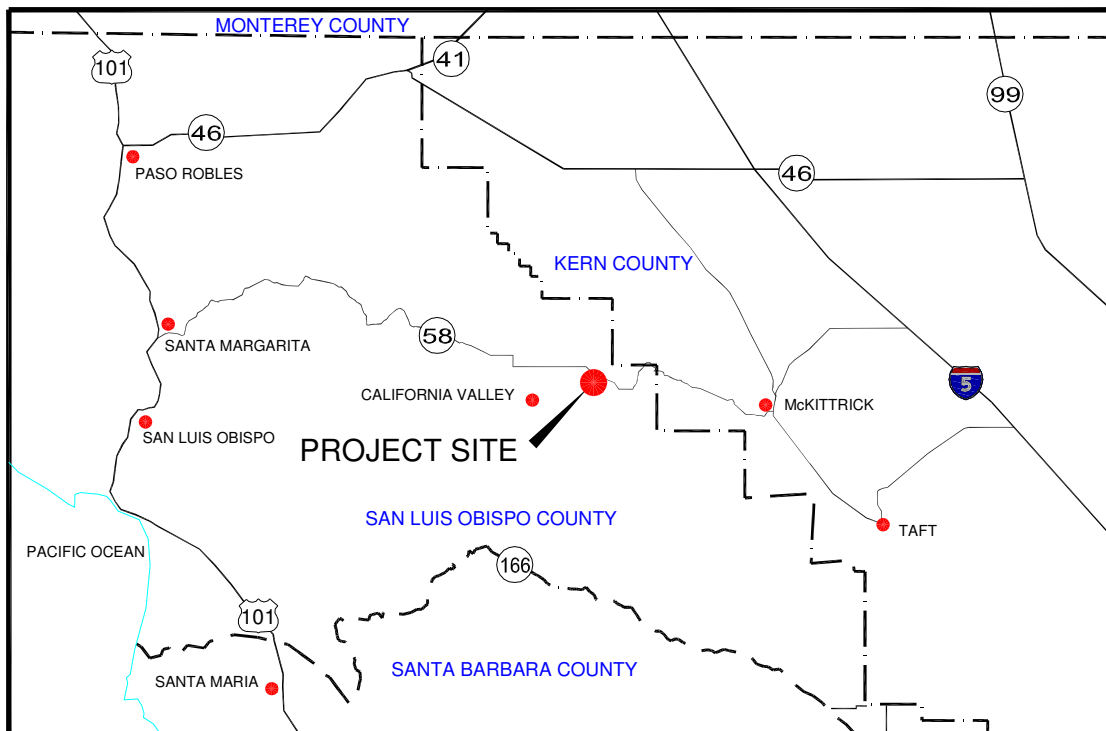 MONTEREY COUNTY
101
41
99
46
PASO ROBLES
46
KERN COUNTY
58
SANTA MARGARITA
5
CALIFORNIA VALLEY
McKITTRICK
SAN LUIS OBISPO
PROJECT SITE
SAN LUIS OBISPO COUNTY
TAFT
PACIFIC OCEAN
166
101
SANTA BARBARA COUNTY
SANTA MARIA